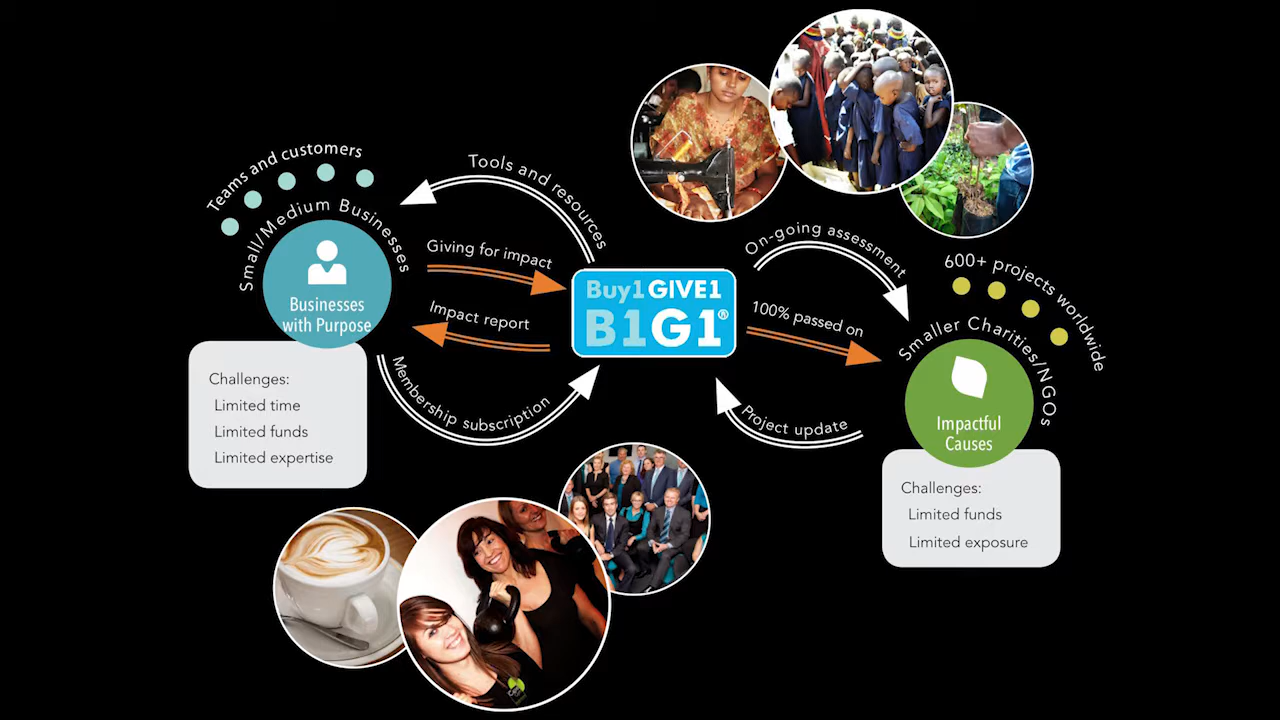 Teams and customers
Small/Medium Businesses
Businesses
with Purpose
Challenges:
Limited time
Limited funds
Limited expertise
Tools and resources
Giving for impact
Impact report
Membership subscription
Buy1 GIVE1
B1G1®
On-going assessment
100% passed on
Project update
600+ projects worldwide
Smaller Charities/NGOs
Impactful
Causes
Challenges:
Limited funds
Limited exposure